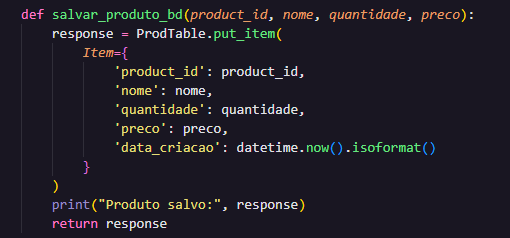 def salvar_produto_bd(product_id, nome, quantidade, preco):
    response = ProdTable.put_item(
        Item={
            'product_id': product_id,
            'nome': nome,
            'quantidade': quantidade,
            'preco': preco,
            'data_criacao': datetime.now().isoformat()
        }
    )
    print("Produto salvo:", response)
    return response